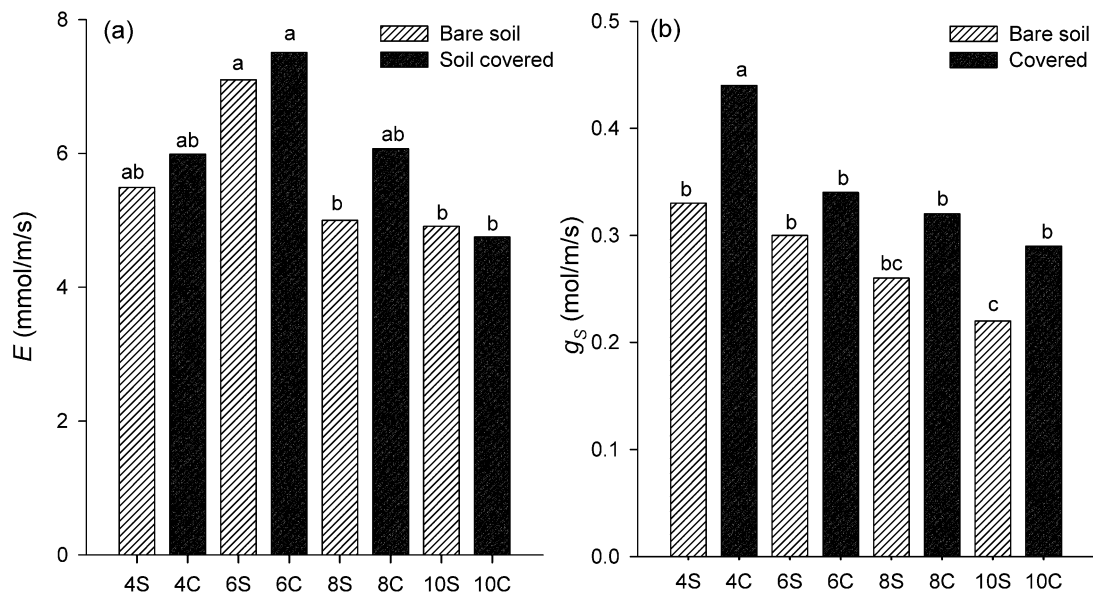 (a)
Bare soil
Soil covered
E (mmol/m/s)
8
6
4
2
0
ab
ab
a
a
b
ab
b
b
4S 4C 6S 6C 8S 8C 10S 10C
(b)
Bare soil
Covered
gS (mol/m/s)
0.5
0.4
0.3
0.2
0.1
0.0
b
a
b
b
bc
b
c
b
4S 4C 6S 6C 8S 8C 10S 10C